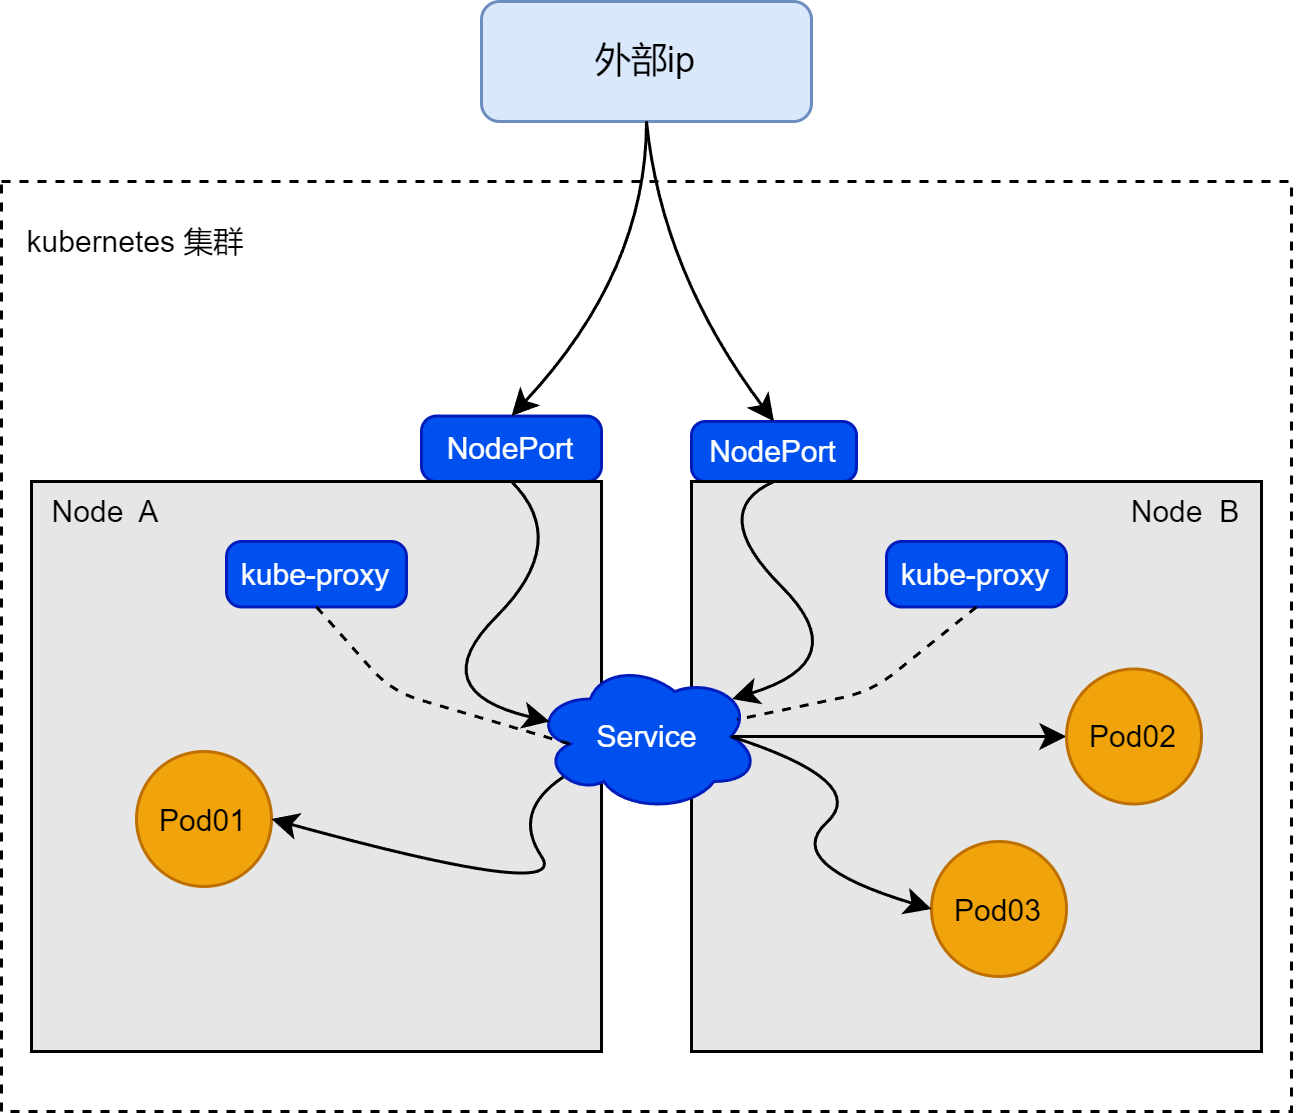 外部ip
kubernetes 集群
NodePort
NodePort
Node A
Node B
kube-proxy
kube-proxy
Service
Pod02
Pod01
Pod03